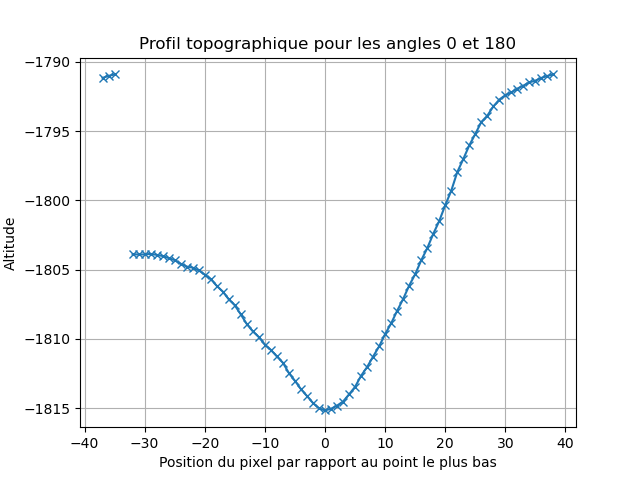 Profil topographique pour les angles 0 et 180
−1790
−1795
−1800
−1805
−1810
−1815
Altitude
−40 −30 −20 −10 0 10 20 30 40
Position du pixel par rapport au point le plus bas